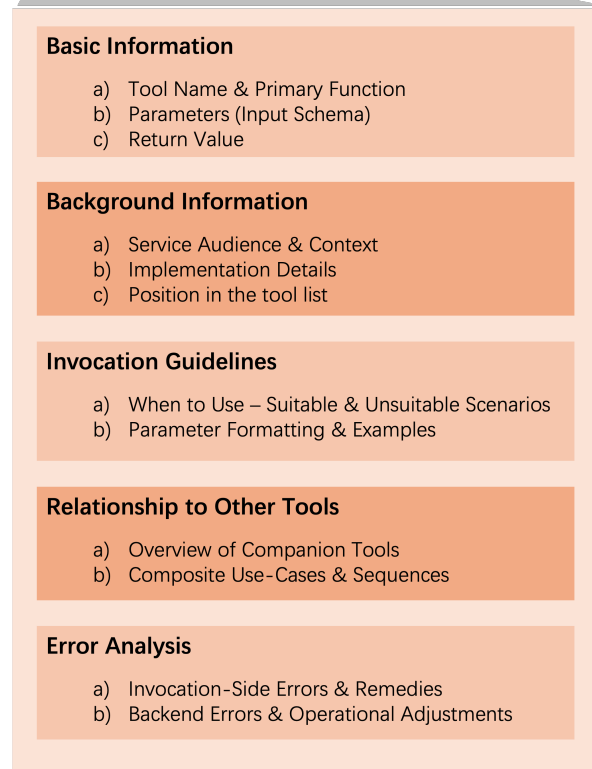 Basic Information
a) Tool Name & Primary Function
b) Parameters (Input Schema)
c) Return Value
Background Information
a) Service Audience & Context
b) Implementation Details
c) Position in the tool list
Invocation Guidelines
a) When to Use – Suitable & Unsuitable Scenarios
b) Parameter Formatting & Examples
Relationship to Other Tools
a) Overview of Companion Tools
b) Composite Use-Cases & Sequences
Error Analysis
a) Invocation-Side Errors & Remedies
b) Backend Errors & Operational Adjustments